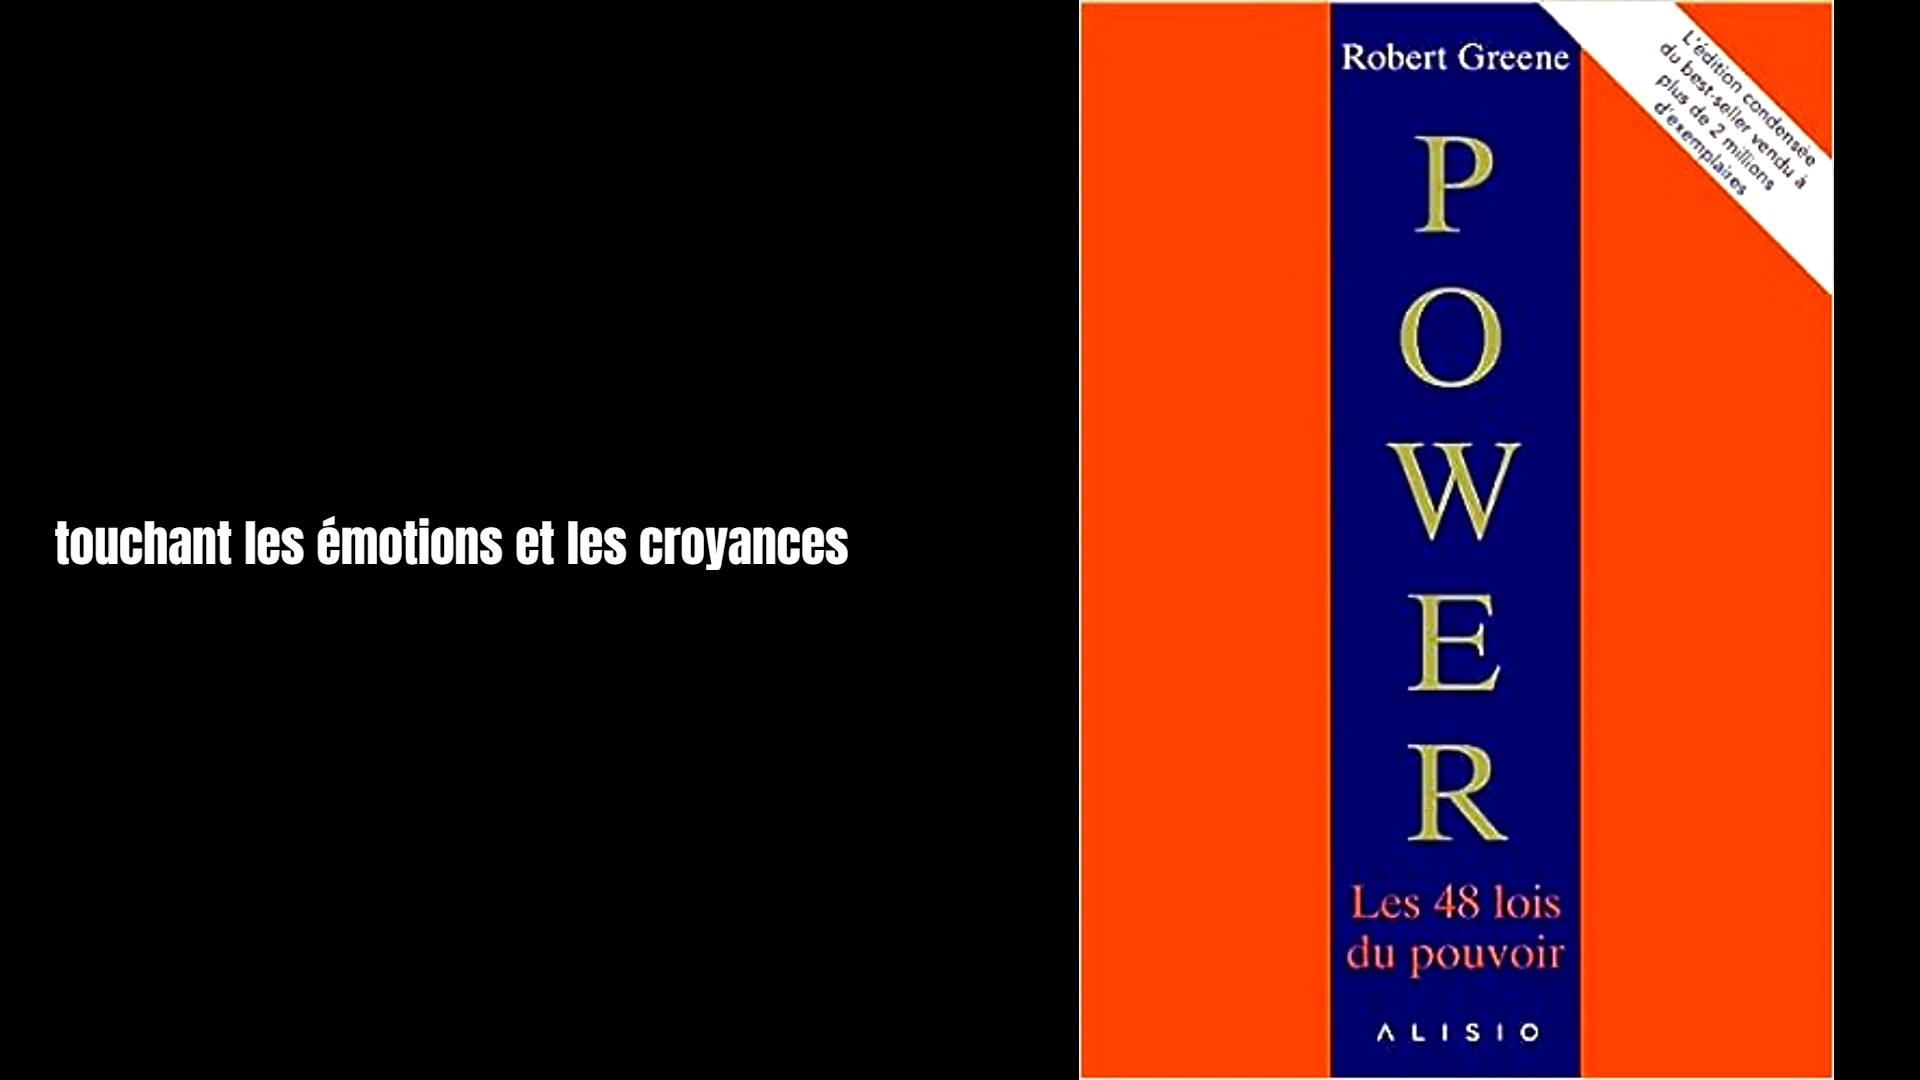 touchant les émotions et les croyances
Robert Greene
L'édition condensée
du best-seller vendu à
plus de 2 millions
d'exemplaires
POWER
Les 48 lois
du pouvoir
ALISIO